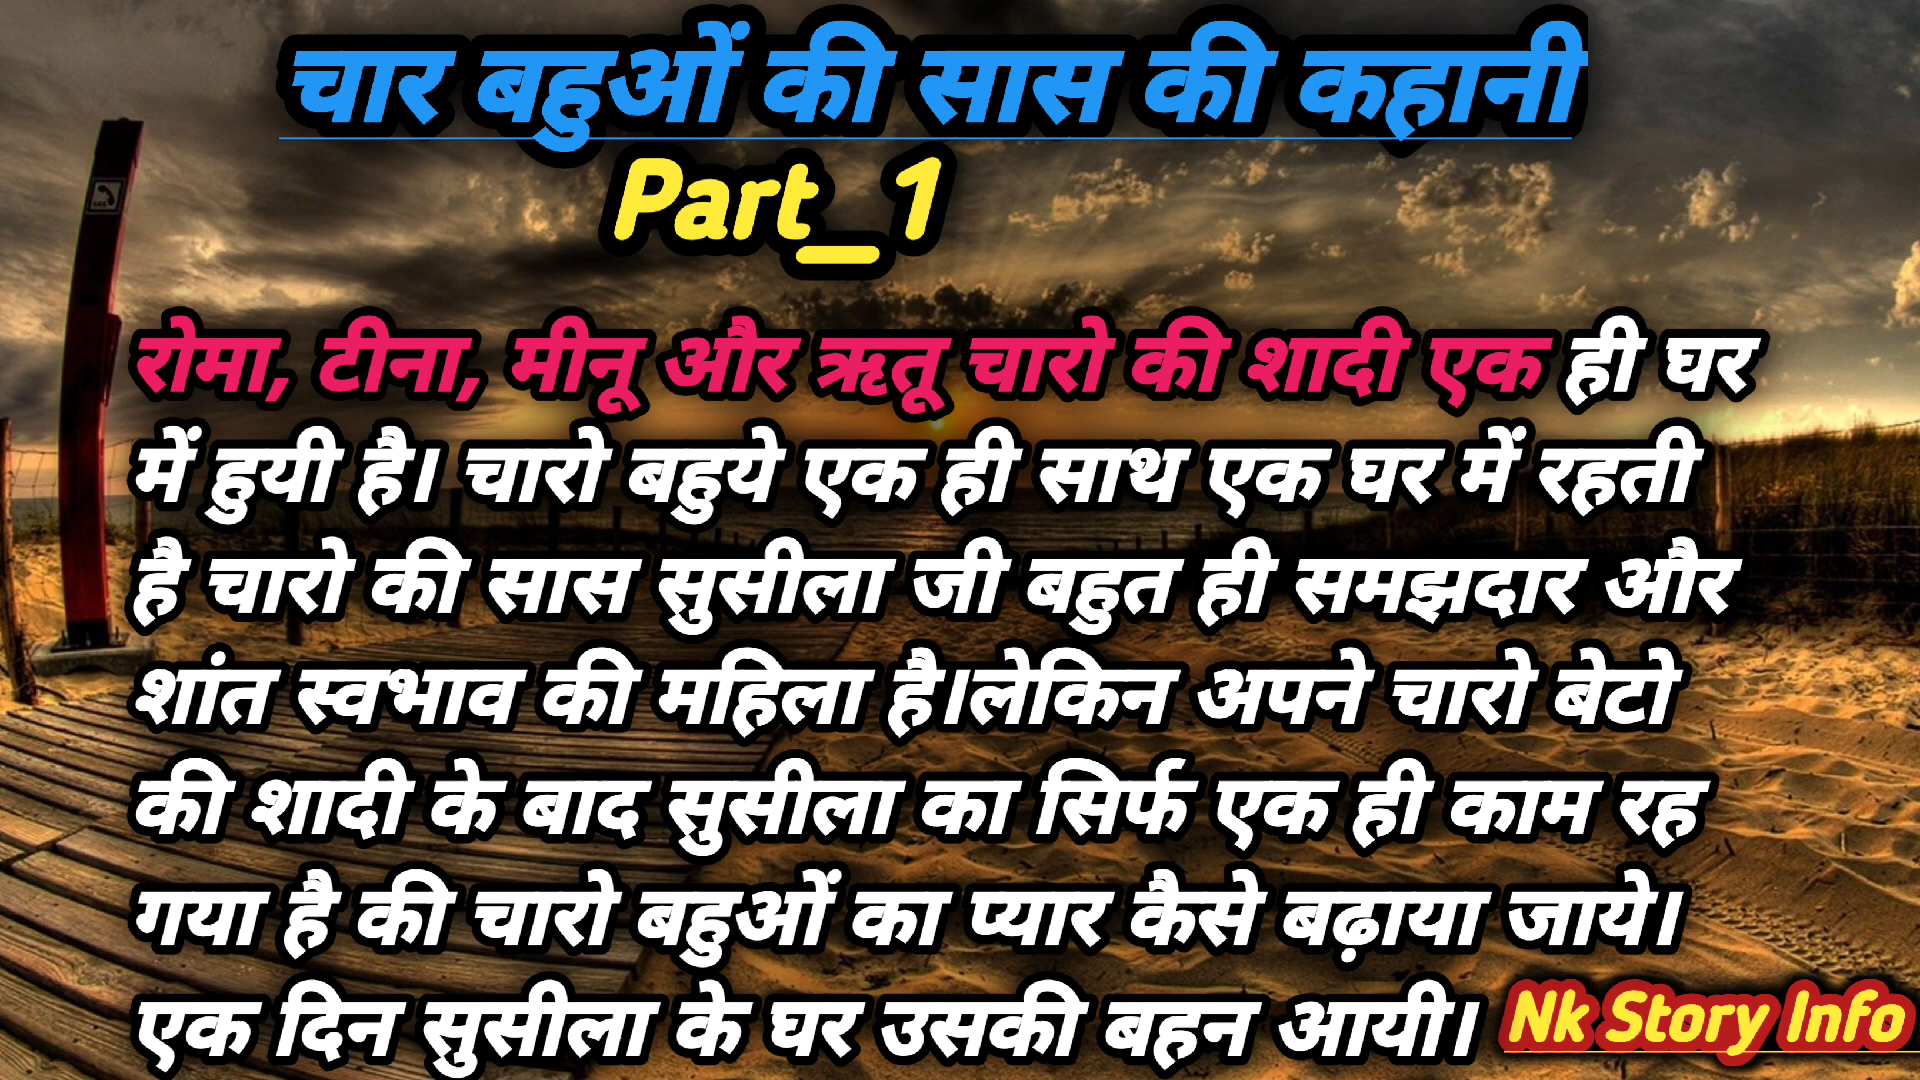 चार बहुओं की सास की कहानी
Part_1
रोमा, टीना, मीनू और ऋतू चारो की शादी एक ही घर
में हुयी है। चारो बहुये एक ही साथ एक घर में रहती
है चारो की सास सुसीला जी बहुत ही समझदार और
शांत स्वभाव की महिला है।लेकिन अपने चारो बेटो
की शादी के बाद सुसीला का सिर्फ एक ही काम रह
गया है की चारो बहुओं का प्यार कैसे बढ़ाया जाये।
एक दिन सुसीला के घर उसकी बहन आयी।
Nk Story Info